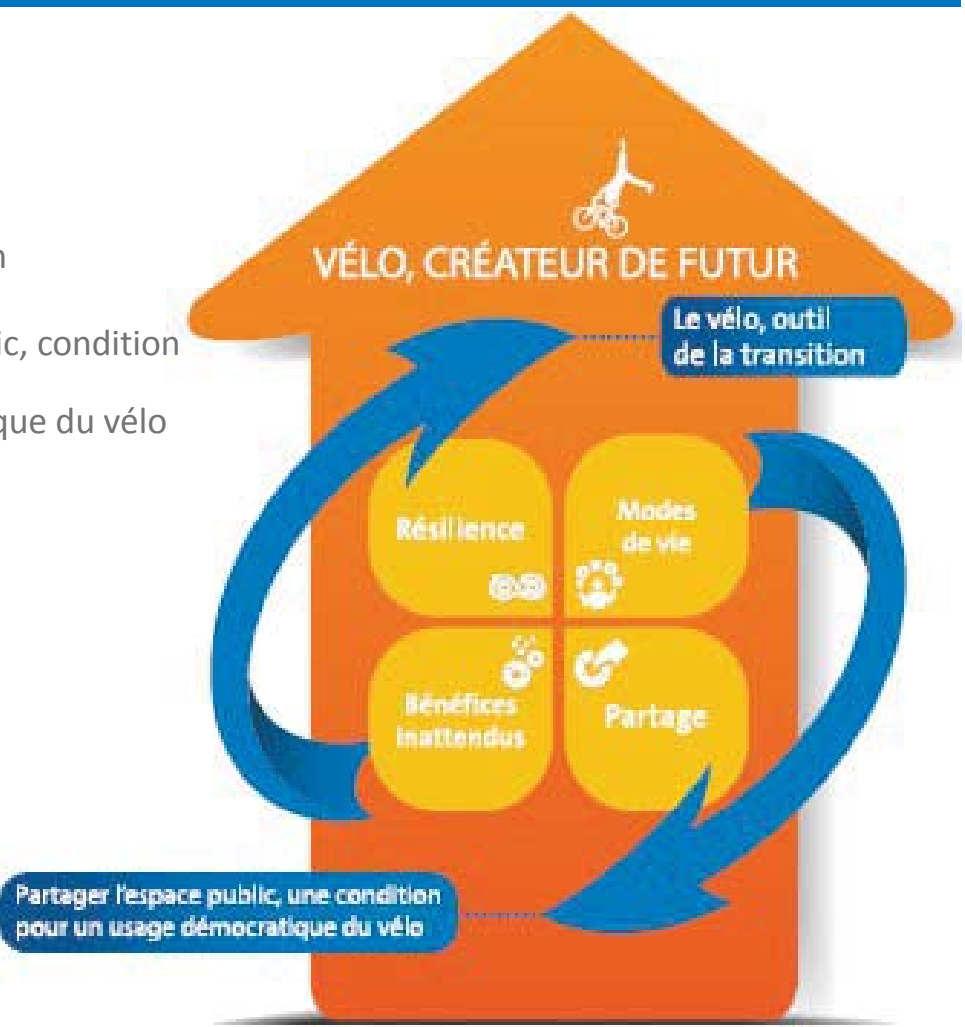 ic, condition
que du vélo
VÉLO, CRÉATEUR DE FUTUR
Le vélo, outil
de la transition
Résilience
Modes
de vie
Bénéfices
inattendus
Partage
Partager l'espace public, une condition
pour un usage démocratique du vélo